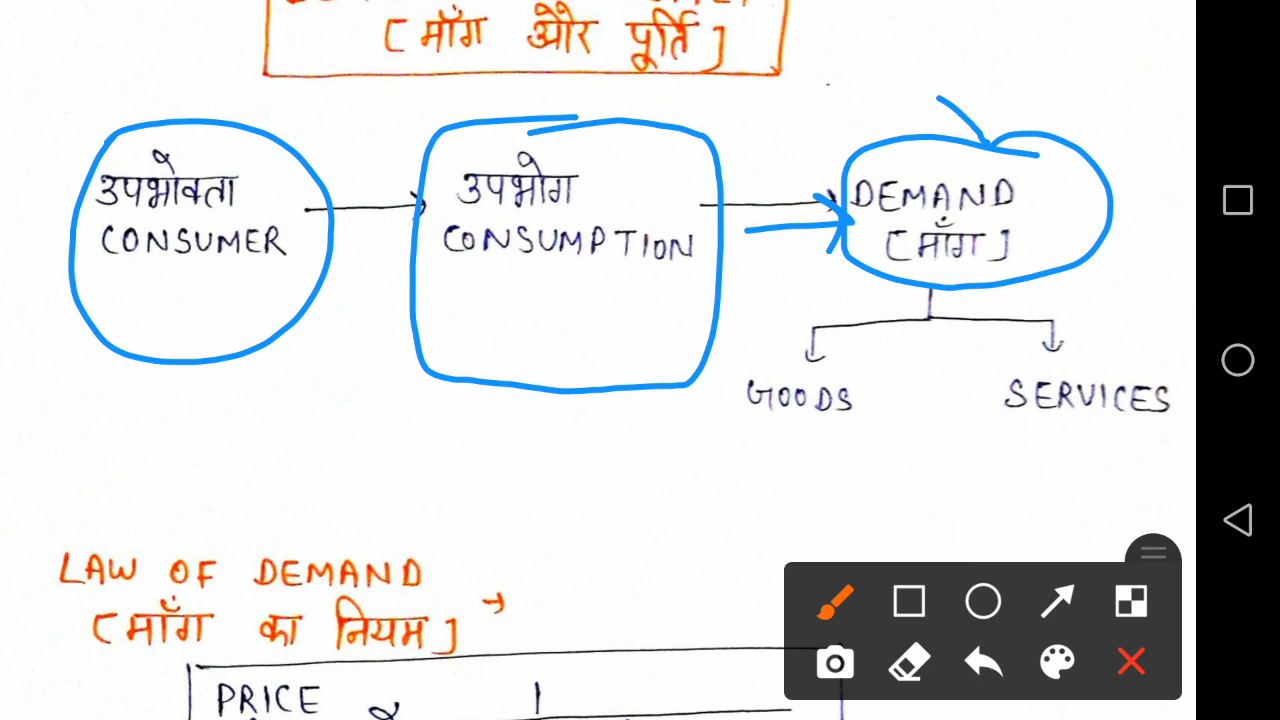 [माँग और पूर्ति]
उपभोक्ता
CONSUMER
उपभोग
CONSUMPTION
DEMAND
[माँग]
GOODS
SERVICES
LAW OF DEMAND
[माँग का नियम]
PRICE